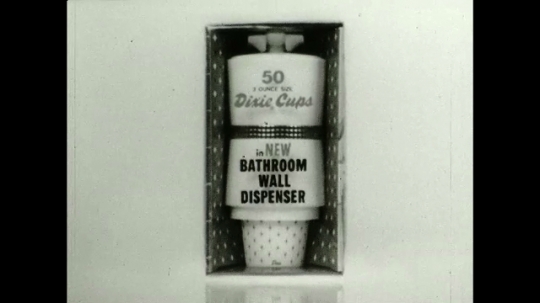 50
3 OUNCE SIZE
Dixie Cups
in NEW
BATHROOM
WALL
DISPENSER